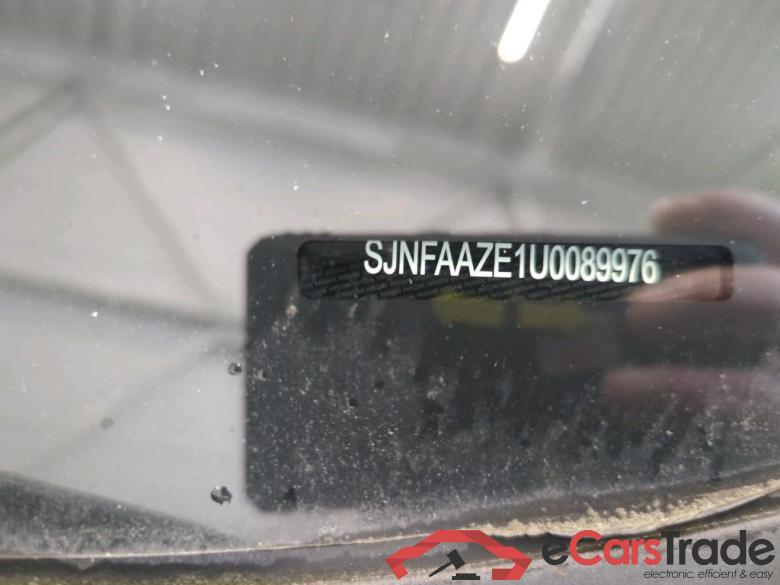 SJNFAAZE1U0089976
eCarsTrade
electronic, efficient & easy